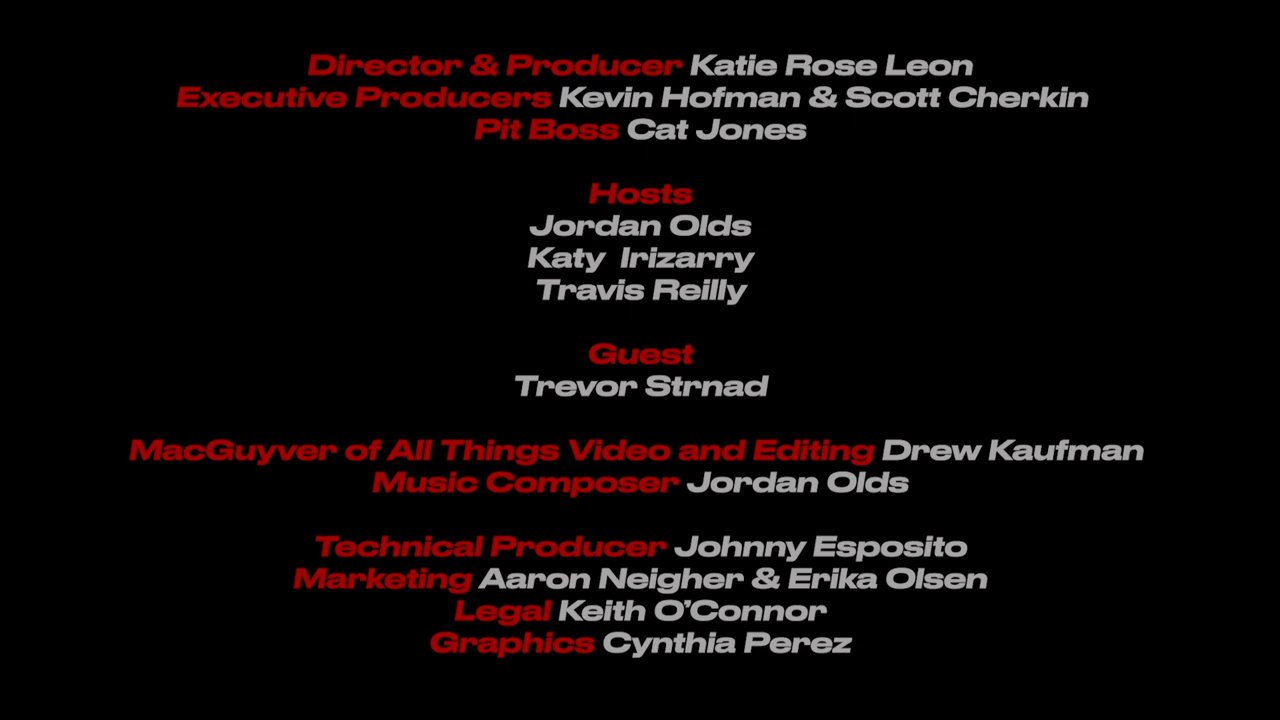 Director & Producer Katie Rose Leon
Executive Producers Kevin Hofman & Scott Cherkin
Pit Boss Cat Jones
Hosts
Jordan Olds
Katy Irizarry
Travis Reilly
Guest
Trevor Strnad
MacGuyver of All Things Video and Editing Drew Kaufman
Music Composer Jordan Olds
Technical Producer Johnny Esposito
Marketing Aaron Neigher & Erika Olsen
Legal Keith O'Connor
Graphics Cynthia Perez